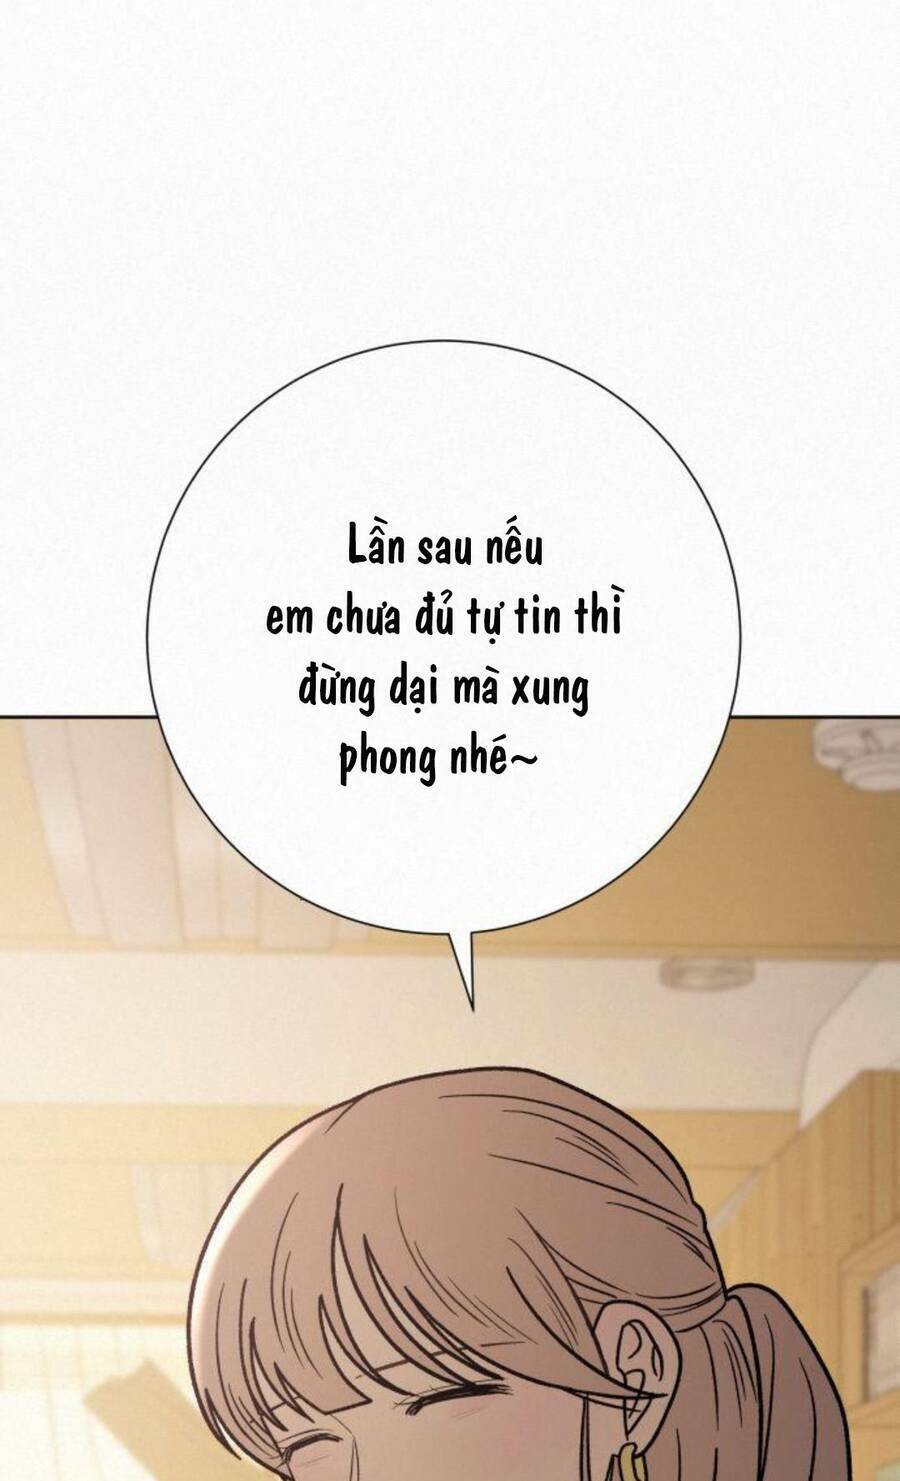 Lần sau nếu
em chưa đủ tự tin thì
đừng dại mà xung
phong nhé~